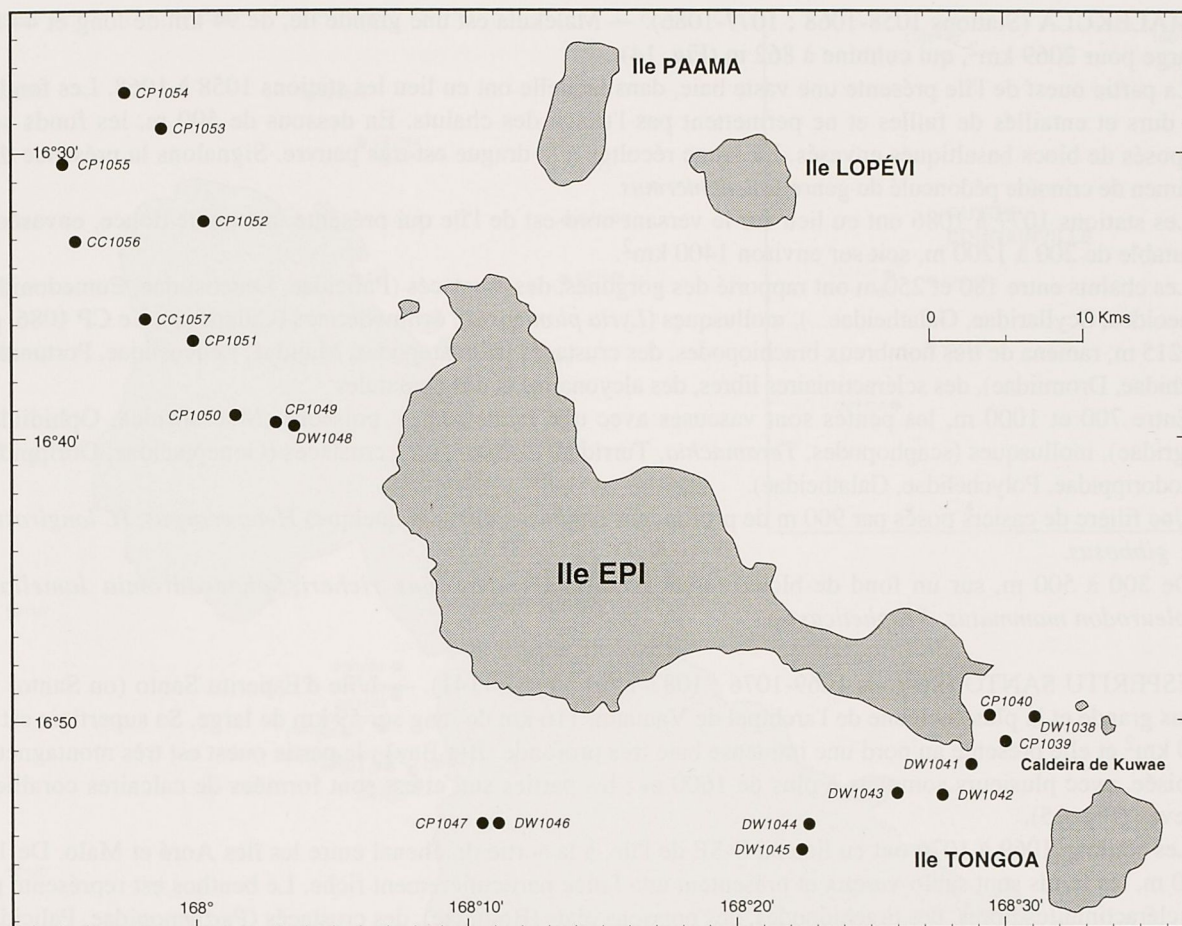 Ile PAAMA
CP1054
CP1053
16°30'
CP1055
Ile LOPÉVI
CP1052
CC1056
CC1057
0 10 Kms
CP1051
CP1050
CP1049
DW1048
16°40'
Ile EPI
16°50'
CP1040
DW1038
CP1039
DW1041
Caldeira de Kuwae
DW1043
DW1042
CP1047
DW1046
DW1044
DW1045
Ile TONGOA
168°
168°10'
168°20'
168°30'